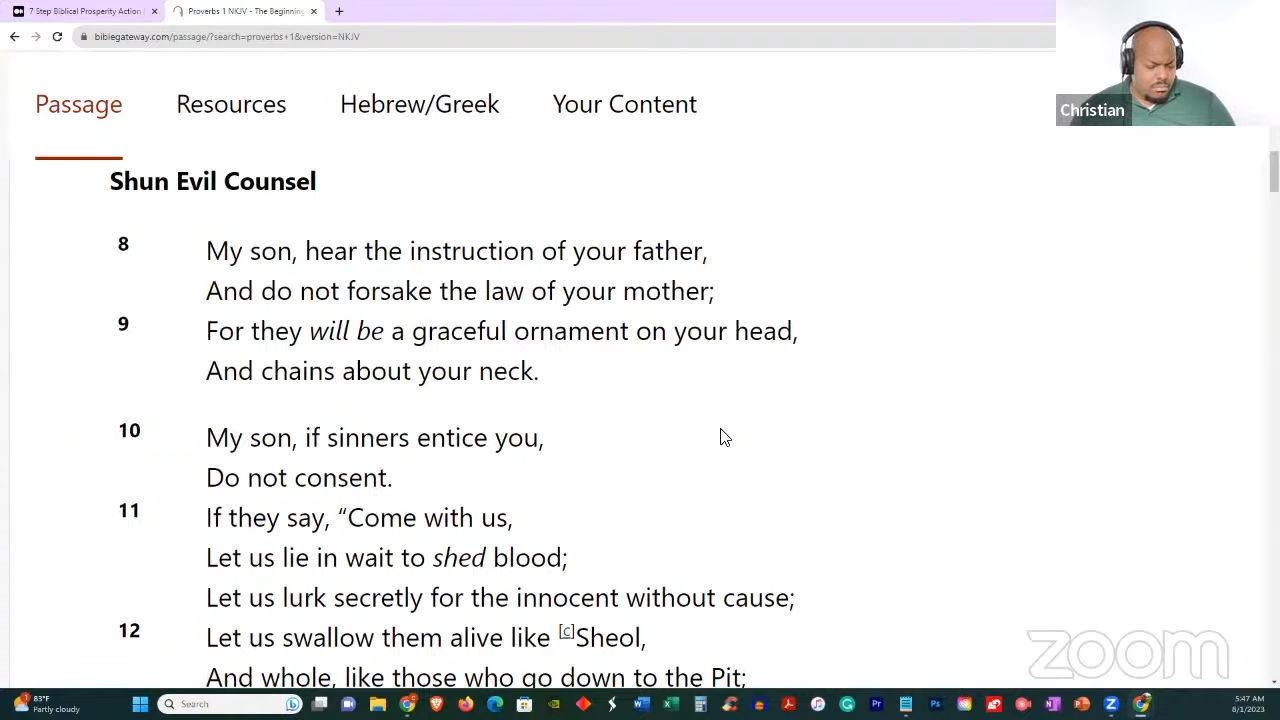 7 Step Biblical Prosperity Action
Proverbs 1 NKJV - The Beginning
biblegateway.com/passage/?search=proverbs+1&version=NKJV
Christian
Passage
Resources
Hebrew/Greek
Your Content
Shun Evil Counsel
8 My son, hear the instruction of your father,
And do not forsake the law of your mother;
9 For they will be a graceful ornament on your head,
And chains about your neck.
10 My son, if sinners entice you,
Do not consent.
11 If they say, “Come with us,
Let us lie in wait to shed blood;
Let us lurk secretly for the innocent without cause;
12 Let us swallow them alive like [c]Sheol,
And whole, like those who go down to the Pit;
zoom
1
83°F
Partly cloudy
Search
5:47 AM
8/1/2023